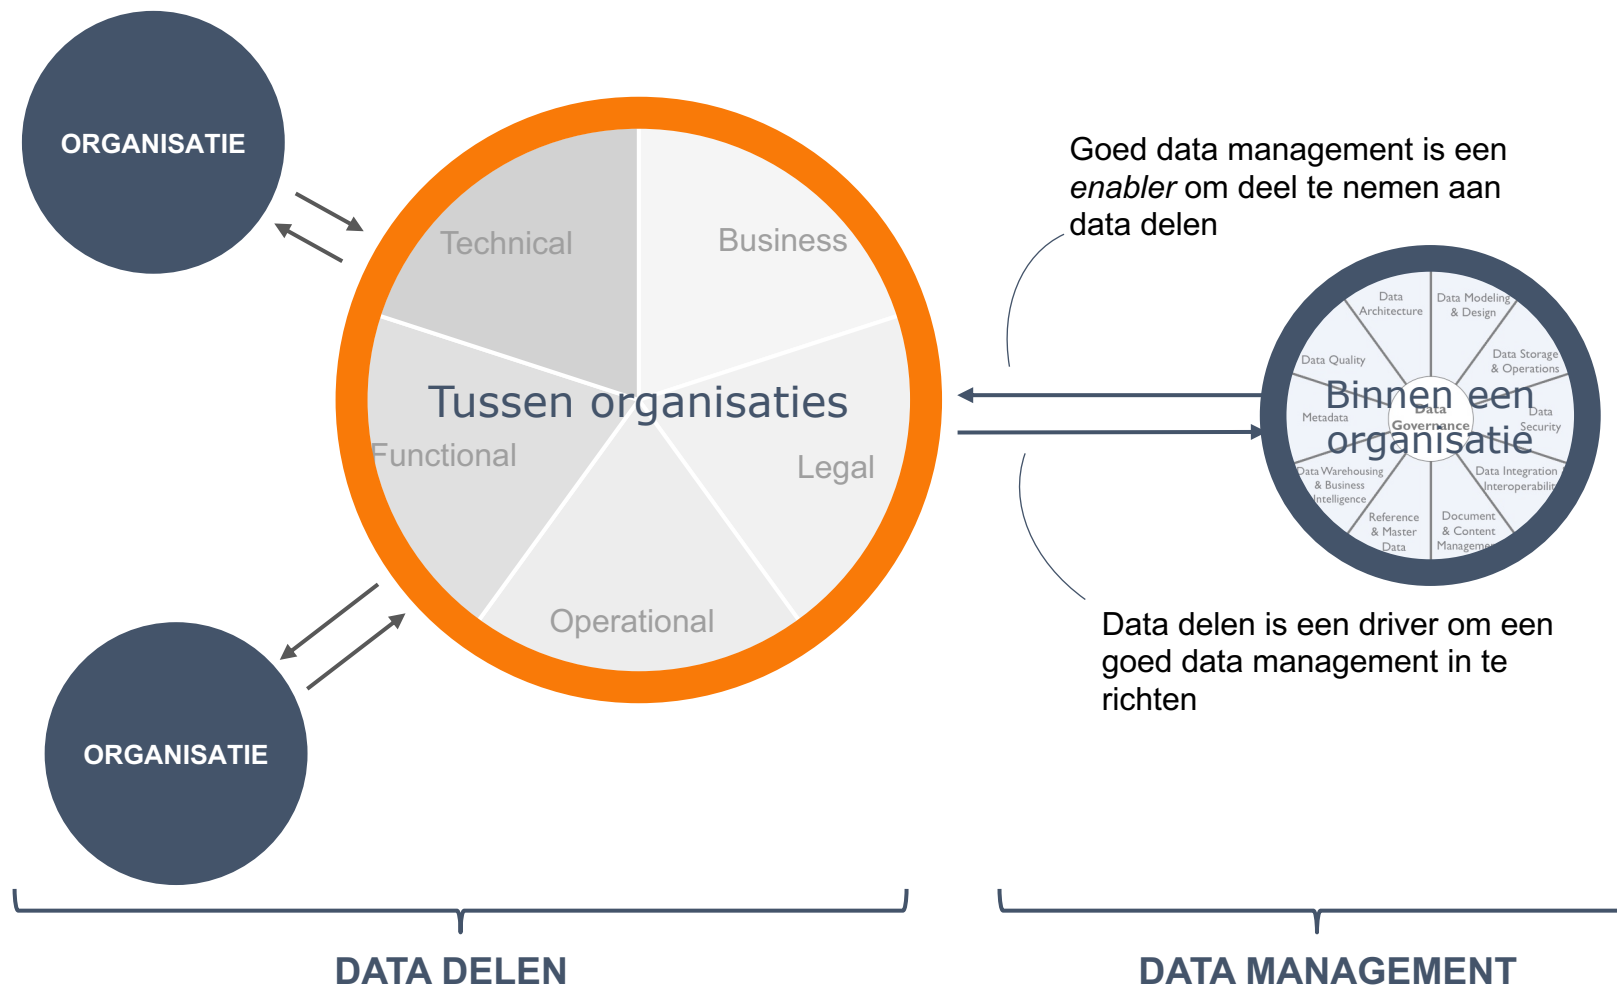 ORGANISATIE
Technical
Business
Tussen organisaties
Functional
Legal
Operational
ORGANISATIE
Goed data management is een
enabler om deel te nemen aan
data delen
Data
Architecture
Data Modeling
& Design
Data Quality
Data Storage
& Operations
Binnen een
organisatie
Metadata
Data
Governance
Data
Security
Data Warehousing
& Business
Intelligence
Data Integration
Interoperabilit
Reference
& Master
Data
Document
& Content
Managemen
Data delen is een driver om een
goed data management in te
richten
DATA DELEN
DATA MANAGEMENT